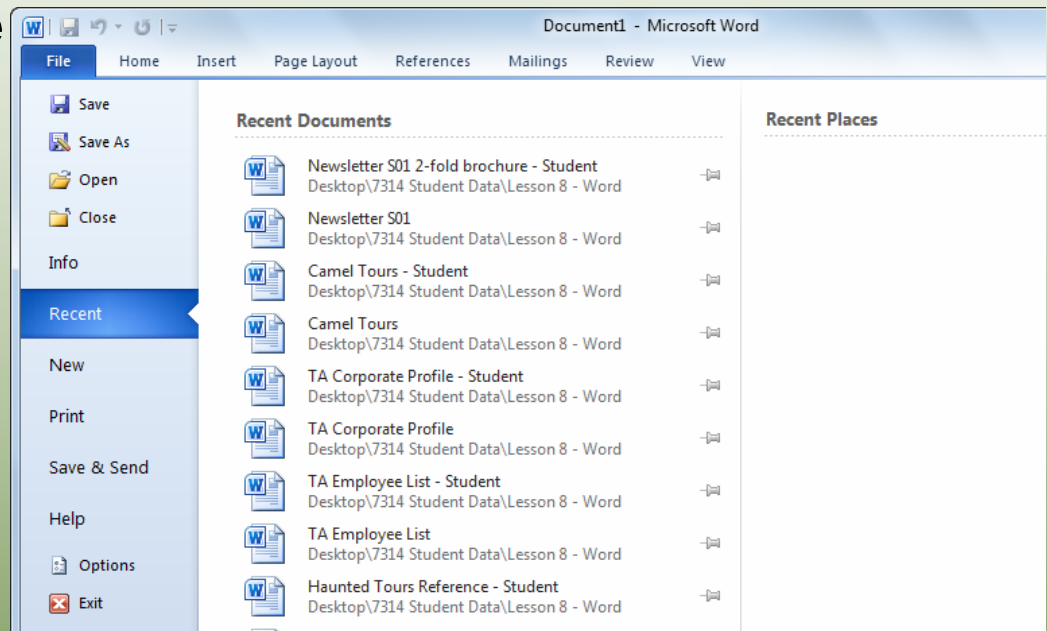 e
Document1 - Microsoft Word
File Home Insert Page Layout References Mailings Review View
Save
Save As
Open
Close
Info
Recent
New
Print
Save & Send
Help
Options
Exit
Recent Documents
Newsletter S01 2-fold brochure - Student
Desktop\7314 Student Data\Lesson 8 - Word
Newsletter S01
Desktop\7314 Student Data\Lesson 8 - Word
Camel Tours - Student
Desktop\7314 Student Data\Lesson 8 - Word
Camel Tours
Desktop\7314 Student Data\Lesson 8 - Word
TA Corporate Profile - Student
Desktop\7314 Student Data\Lesson 8 - Word
TA Corporate Profile
Desktop\7314 Student Data\Lesson 8 - Word
TA Employee List - Student
Desktop\7314 Student Data\Lesson 8 - Word
TA Employee List
Desktop\7314 Student Data\Lesson 8 - Word
Haunted Tours Reference - Student
Desktop\7314 Student Data\Lesson 8 - Word
Recent Places